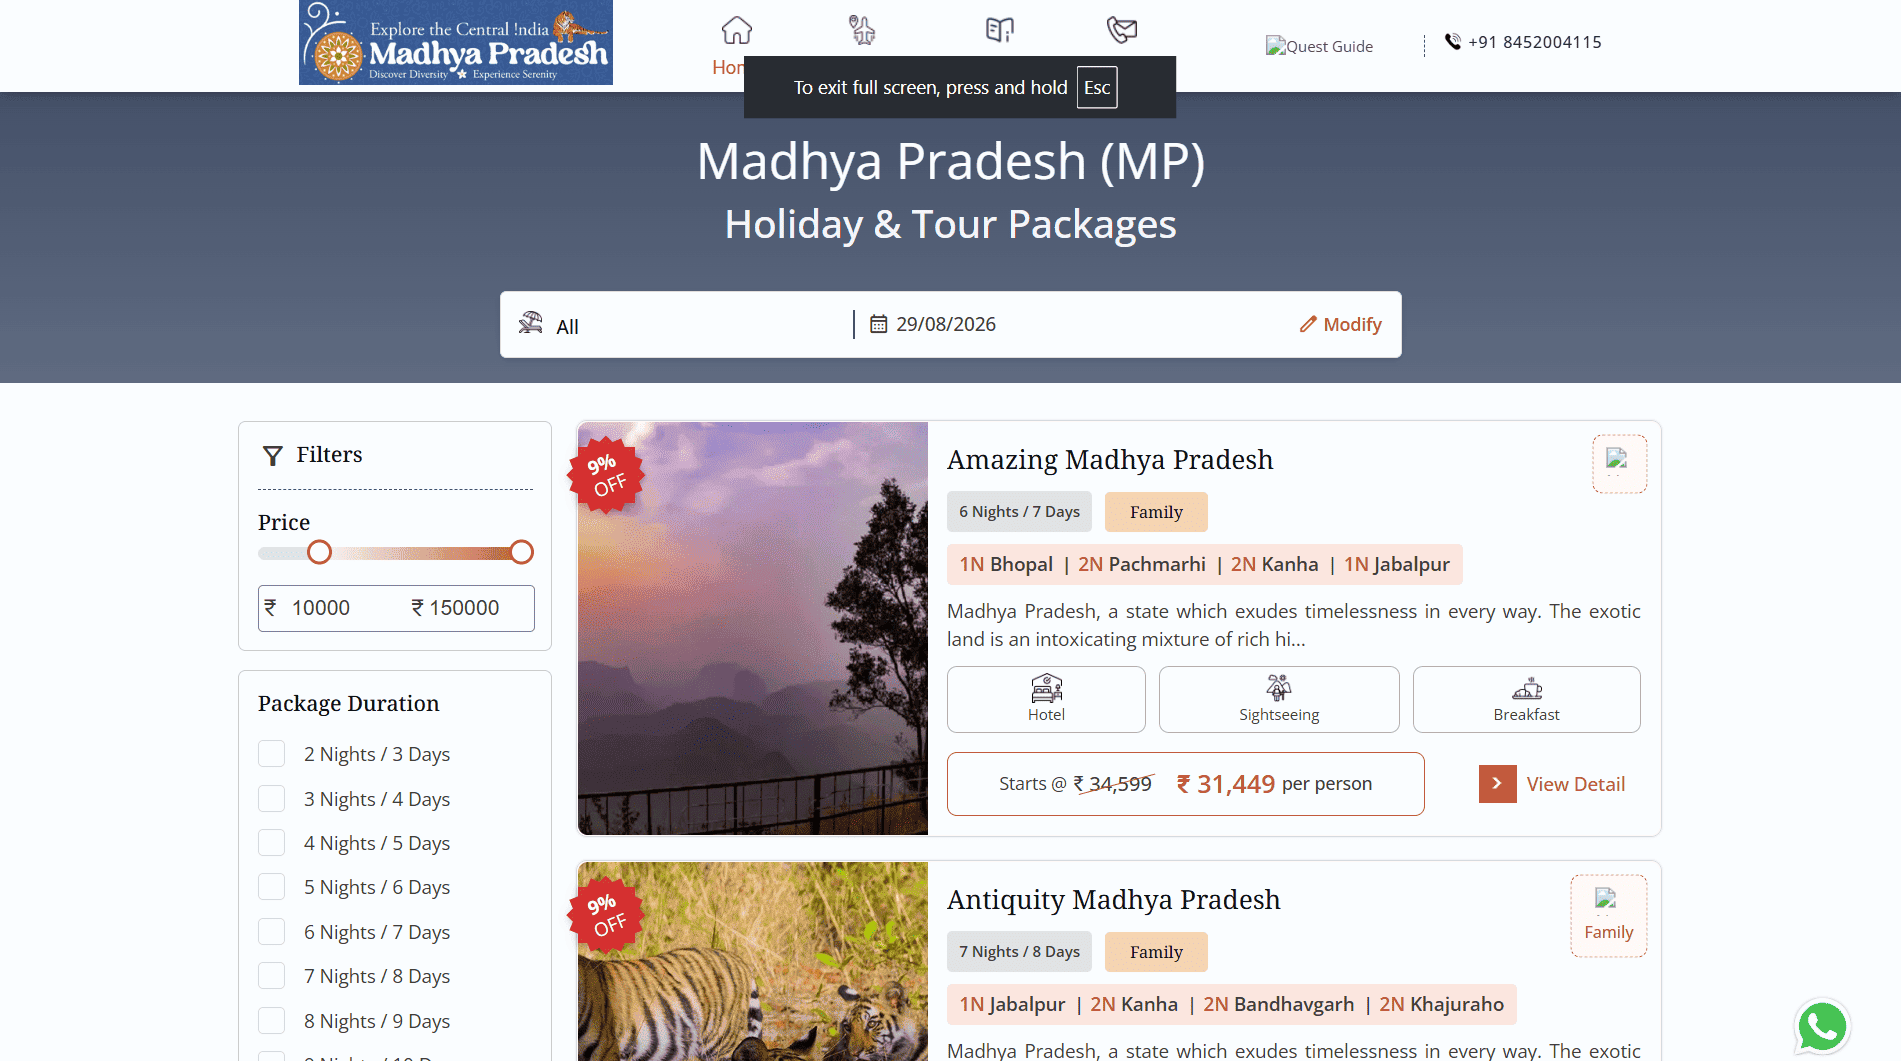 Explore the Central India
Madhya Pradesh
Discover Diversity Experience Serenity
Quest Guide
+91 8452004115
To exit full screen, press and hold Esc
Madhya Pradesh (MP)
Holiday & Tour Packages
All
29/08/2026
Modify
Filters
Price
₹ 10000
₹ 150000
Package Duration
2 Nights / 3 Days
3 Nights / 4 Days
4 Nights / 5 Days
5 Nights / 6 Days
6 Nights / 7 Days
7 Nights / 8 Days
8 Nights / 9 Days
9%
OFF
Amazing Madhya Pradesh
6 Nights / 7 Days
Family
1N Bhopal | 2N Pachmarhi | 2N Kanha | 1N Jabalpur
Madhya Pradesh, a state which exudes timelessness in every way. The exotic
land is an intoxicating mixture of rich hi...
Hotel
Sightseeing
Breakfast
Starts @ ₹ 34,599 ₹ 31,449 per person
View Detail
9%
OFF
Antiquity Madhya Pradesh
Family
7 Nights / 8 Days
Family
1N Jabalpur | 2N Kanha | 2N Bandhavgarh | 2N Khajuraho
Madhya Pradesh, a state which exudes timelessness in every way. The exotic